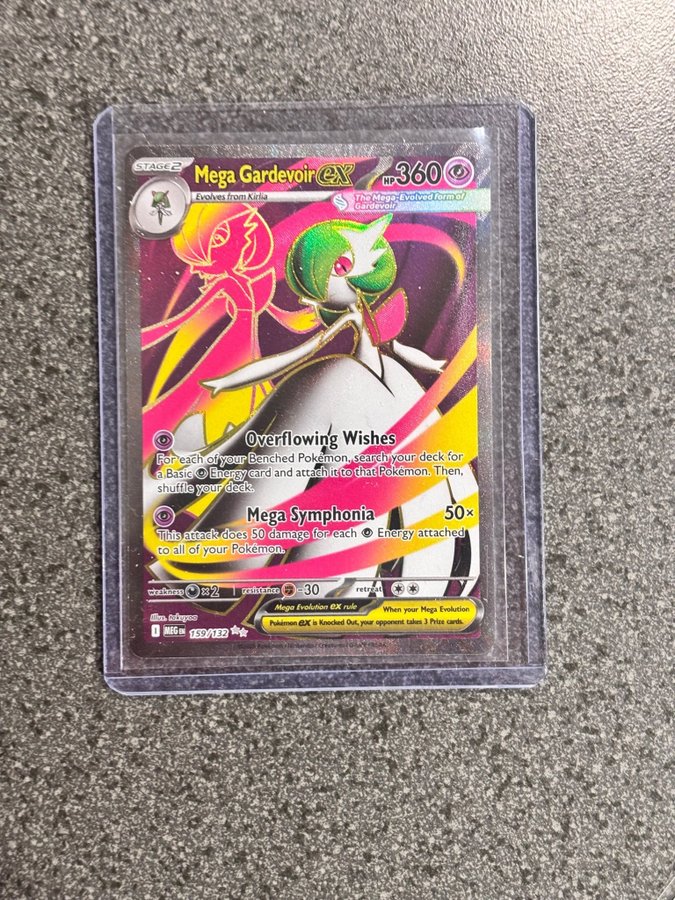 STAGE 2
Mega Gardevoir ex
HP 360
Evolves from Kirlia
The Mega-Evolved form of
Gardevoir
Overflowing Wishes
For each of your Benched Pokémon, search your deck for
a Basic Energy card and attach it to that Pokémon. Then,
shuffle your deck.
Mega Symphonia 50×
This attack does 50 damage for each Energy attached
to all of your Pokémon.
weakness ×2 resistance -30 retreat
Illus. takuyoa
Mega Evolution ex rule
When your Mega Evolution
Pokémon ex is Knocked Out, your opponent takes 3 Prize cards.
I MEG EN 159/132